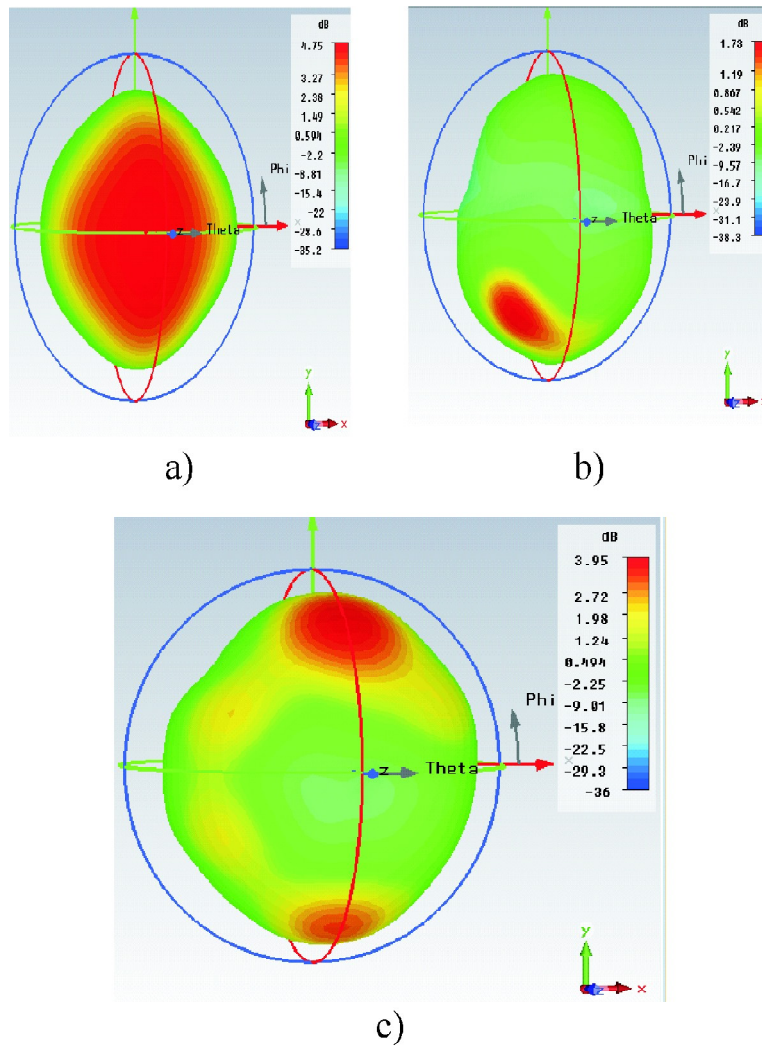 dB
4.75
3.27
2.38
1.49
0.594
-2.2
-8.81
-15.4
-22
-28.6
-35.2
Phi
z Theta
x
y
z x
a)
dB
1.73
1.19
0.867
0.542
0.217
-2.39
-9.57
-16.7
-23.9
-31.1
-38.3
Phi
z Theta
x
y
z
b)
dB
3.95
2.72
1.98
1.24
0.494
-2.25
-9.01
-15.8
-22.5
-29.3
-36
Phi
z Theta
x
y
z x
c)